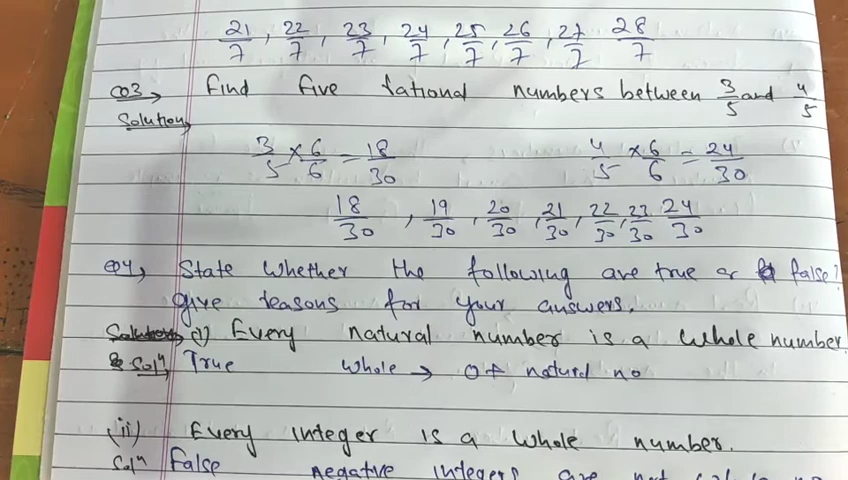 21/7, 22/7, 23/7, 24/7, 25/7, 26/7, 27/7 28/7
Q3→ Find five rational numbers between 3/5 and 4/5
Solution
3/5 × 6/6 = 18/30 4/5 × 6/6 = 24/30
18/30, 19/30, 20/30, 21/30, 22/30, 23/30 24/30
Q4, State whether the following are true or false?
give reasons for your answers.
(i) Every natural number is a whole number.
Solⁿ True whole → 0 + natural no
(ii) Every integer is a whole number.
Solⁿ False negative integers are not